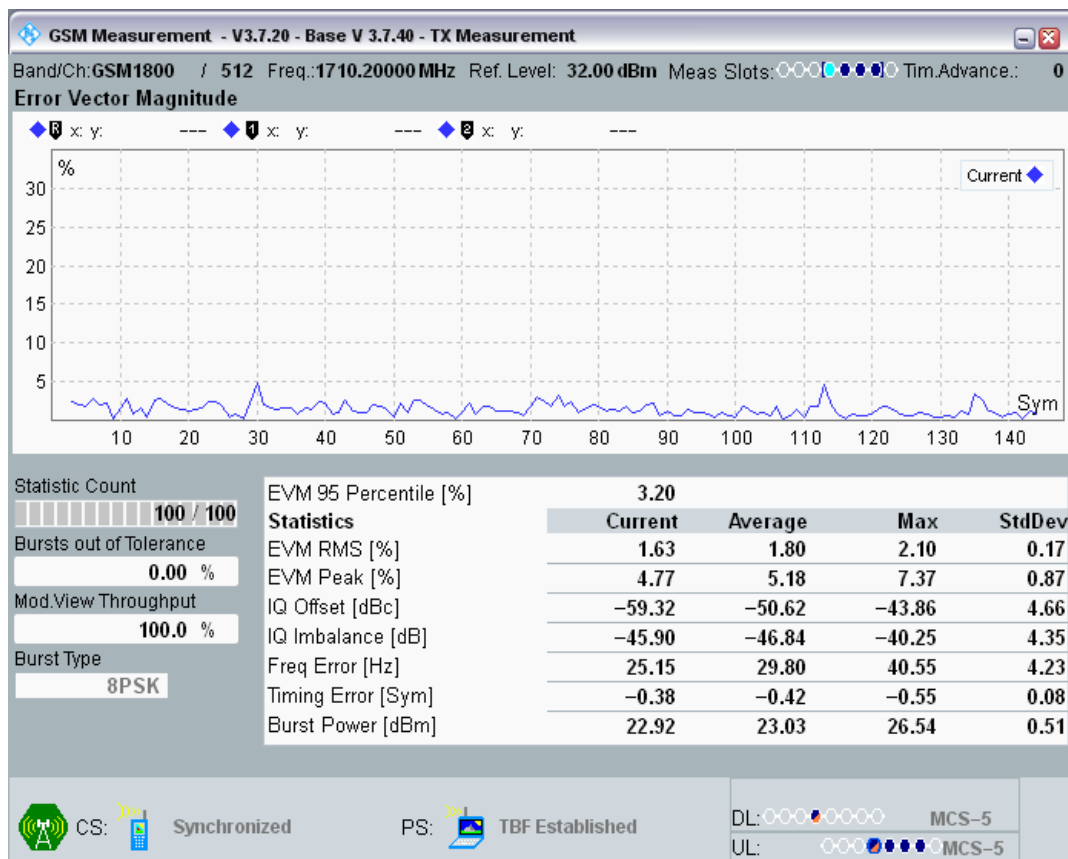 GSM Measurement - V3.7.20 - Base V 3.7.40 - TX Measurement
Band/Ch:GSM1800 / 512 Freq.:1710.20000 MHz Ref. Level: 32.00 dBm Meas Slots: Tim.Advance.: 0
Error Vector Magnitude
R x: y: --- 1 x: y: --- 2 x: y: ---
%
Current
30
25
20
15
10
5
Sym
10 20 30 40 50 60 70 80 90 100 110 120 130 140
Statistic Count
100 / 100
Bursts out of Tolerance
0.00 %
Mod.View Throughput
100.0 %
Burst Type
8PSK
EVM 95 Percentile [%] 3.20
Statistics Current Average Max StdDev
EVM RMS [%] 1.63 1.80 2.10 0.17
EVM Peak [%] 4.77 5.18 7.37 0.87
IQ Offset [dBc] −59.32 −50.62 −43.86 4.66
IQ Imbalance [dB] −45.90 −46.84 −40.25 4.35
Freq Error [Hz] 25.15 29.80 40.55 4.23
Timing Error [Sym] −0.38 −0.42 −0.55 0.08
Burst Power [dBm] 22.92 23.03 26.54 0.51
CS: Synchronized PS: TBF Established
DL: MCS−5
UL: MCS−5